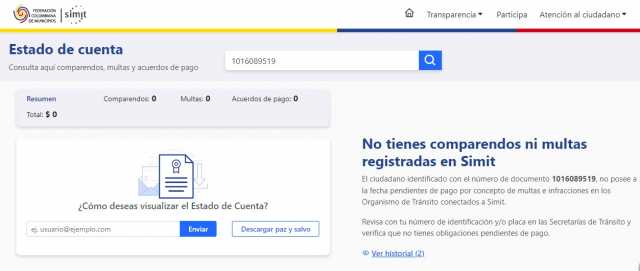 FEDERACIÓN
COLOMBIANA
DE MUNICIPIOS
simit
Transparencia
Participa
Atención al ciudadano
Estado de cuenta
Consulta aquí comparendos, multas y acuerdos de pago
1016089519
Resumen
Comparendos: 0
Multas: 0
Acuerdos de pago: 0
Total: $ 0
¿Cómo deseas visualizar el Estado de Cuenta?
ej. usuario@ejemplo.com
Enviar
Descargar paz y salvo
No tienes comparendos ni multas
registradas en Simit
El ciudadano identificado con el número de documento 1016089519, no posee a
la fecha pendientes de pago por concepto de multas e infracciones en los
Organismo de Tránsito conectados a Simit.
Revisa con tu número de identificación y/o placa en las Secretarías de Tránsito y
verifica que no tienes obligaciones pendientes de pago.
Ver historial (2)